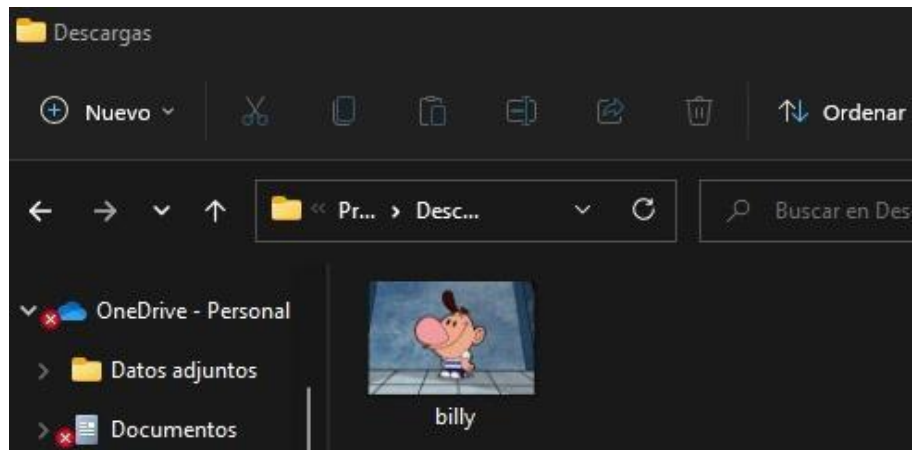 Descargas
Nuevo
Ordenar
« Pr... › Desc...
Buscar en Des
OneDrive - Personal
Datos adjuntos
Documentos
billy